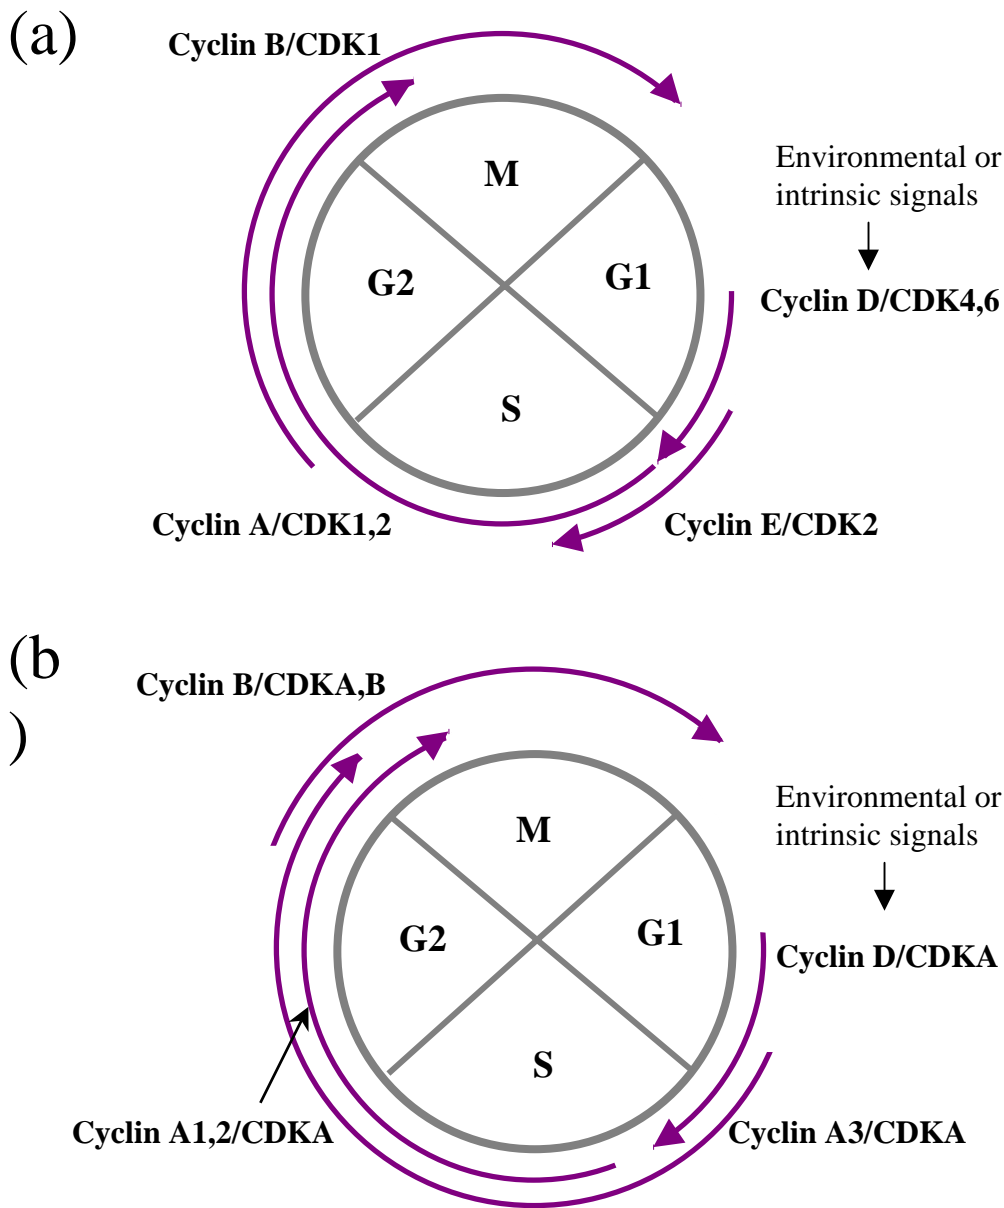 (a)
Cyclin B/CDK1
M
Environmental or
intrinsic signals
G2
G1
Cyclin D/CDK4,6
S
Cyclin A/CDK1,2
Cyclin E/CDK2
(b
)
Cyclin B/CDKA,B
Environmental or
intrinsic signals
M
G2
G1
Cyclin D/CDKA
S
Cyclin A1,2/CDKA
Cyclin A3/CDKA